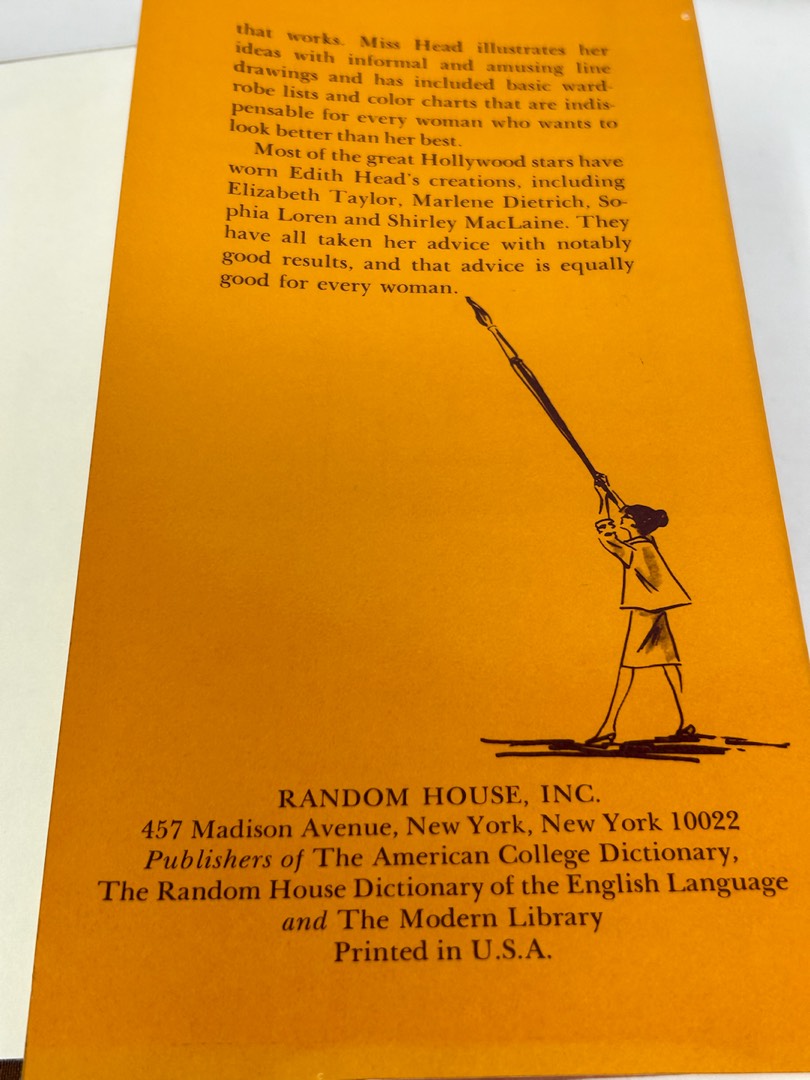 that works. Miss Head illustrates her
ideas with informal and amusing line
drawings and has included basic ward-
robe lists and color charts that are indis-
pensable for every woman who wants to
look better than her best.
Most of the great Hollywood stars have
worn Edith Head's creations, including
Elizabeth Taylor, Marlene Dietrich, So-
phia Loren and Shirley MacLaine. They
have all taken her advice with notably
good results, and that advice is equally
good for every woman.
RANDOM HOUSE, INC.
457 Madison Avenue, New York, New York 10022
Publishers of The American College Dictionary,
The Random House Dictionary of the English Language
and The Modern Library
Printed in U.S.A.